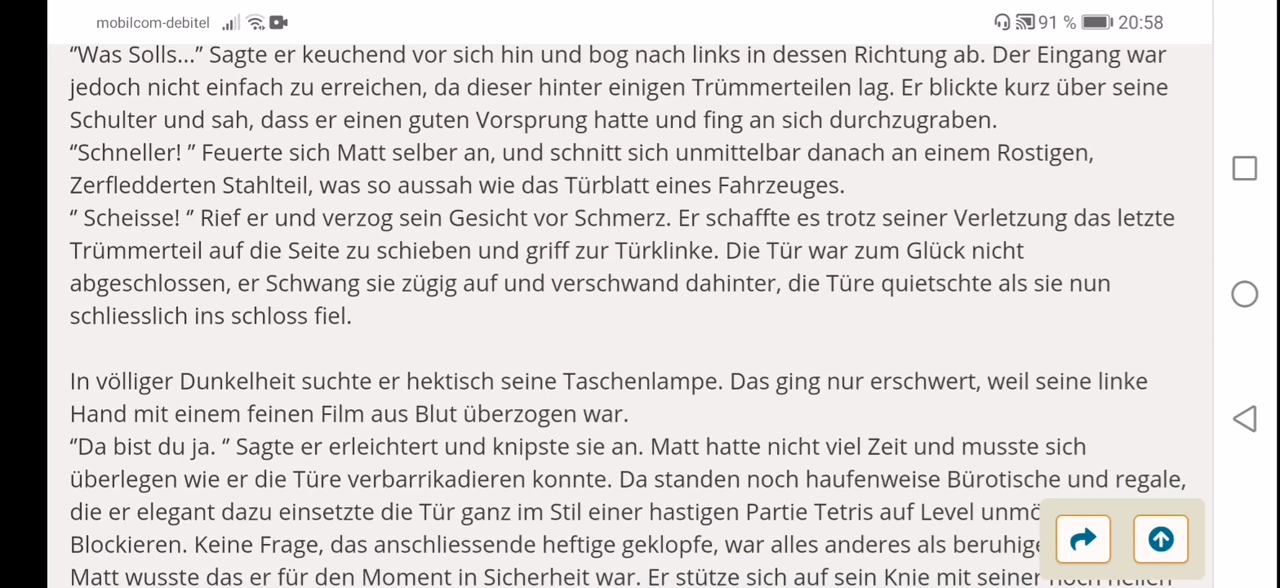 mobilcom-debitel 91 % 20:58
“Was Solls...” Sagte er keuchend vor sich hin und bog nach links in dessen Richtung ab. Der Eingang war
jedoch nicht einfach zu erreichen, da dieser hinter einigen Trümmerteilen lag. Er blickte kurz über seine
Schulter und sah, dass er einen guten Vorsprung hatte und fing an sich durchzugraben.
“Schneller! ” Feuerte sich Matt selber an, und schnitt sich unmittelbar danach an einem Rostigen,
Zerfledderten Stahlteil, was so aussah wie das Türblatt eines Fahrzeuges.
“ Scheisse! “ Rief er und verzog sein Gesicht vor Schmerz. Er schaffte es trotz seiner Verletzung das letzte
Trümmerteil auf die Seite zu schieben und griff zur Türklinke. Die Tür war zum Glück nicht
abgeschlossen, er Schwang sie zügig auf und verschwand dahinter, die Türe quietschte als sie nun
schliesslich ins schloss fiel.
In völliger Dunkelheit suchte er hektisch seine Taschenlampe. Das ging nur erschwert, weil seine linke
Hand mit einem feinen Film aus Blut überzogen war.
“Da bist du ja. ” Sagte er erleichtert und knipste sie an. Matt hatte nicht viel Zeit und musste sich
überlegen wie er die Türe verbarrikadieren konnte. Da standen noch haufenweise Bürotische und regale,
die er elegant dazu einsetzte die Tür ganz im Stil einer hastigen Partie Tetris auf Level
Blockieren. Keine Frage, das anschliessende heftige geklopfe, war alles anderes als
Matt wusste das er für den Moment in Sicherheit war. Er stütze sich auf sein Knie mit seiner